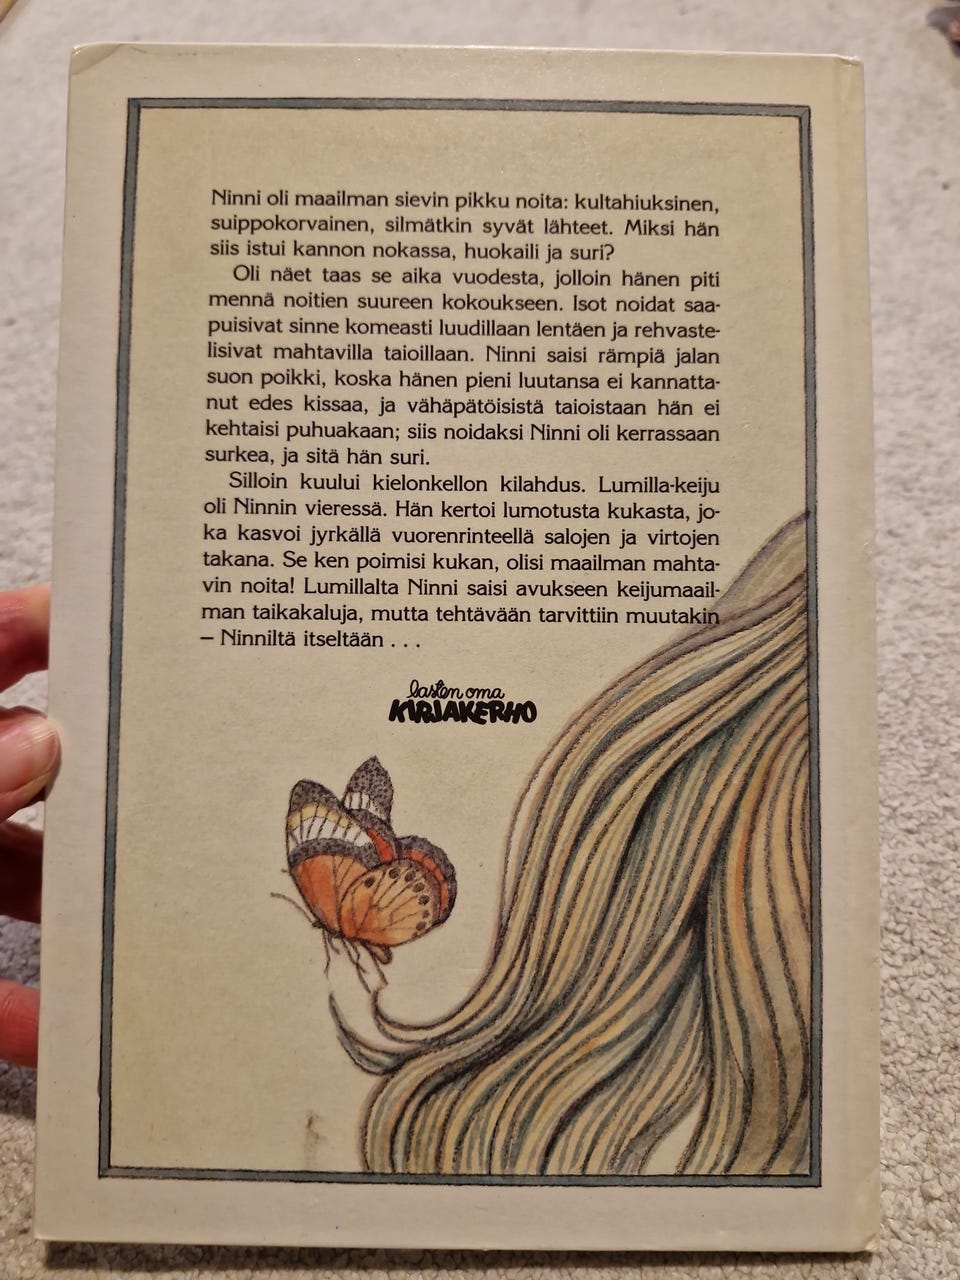 Ninni oli maailman sievin pikku noita: kultahiuksinen,
suippokorvainen, silmätkin syvät lähteet. Miksi hän
siis istui kannon nokassa, huokaili ja suri?
Oli näet taas se aika vuodesta, jolloin hänen piti
mennä noitien suureen kokoukseen. Isot noidat saa-
puisivat sinne komeasti luudillaan lentäen ja rehvaste-
lisivat mahtavilla taioillaan. Ninni saisi rämpiä jalan
suon poikki, koska hänen pieni luutansa ei kannatta-
nut edes kissaa, ja vähäpätöisistä taioistaan hän ei
kehtaisi puhuakaan; siis noidaksi Ninni oli kerrassaan
surkea, ja sitä hän suri.
Silloin kuului kielonkellon kilahdus. Lumilla-keiju
oli Ninnin vieressä. Hän kertoi lumotusta kukasta, jo-
ka kasvoi jyrkällä vuorenrinteellä salojen ja virtojen
takana. Se ken poimisi kukan, olisi maailman mahta-
vin noita! Lumillalta Ninni saisi avukseen keijumaail-
man taikakaluja, mutta tehtävään tarvittiin muutakin
– Ninniltä itseltään . . .
lasten oma
KIRJAKERHO